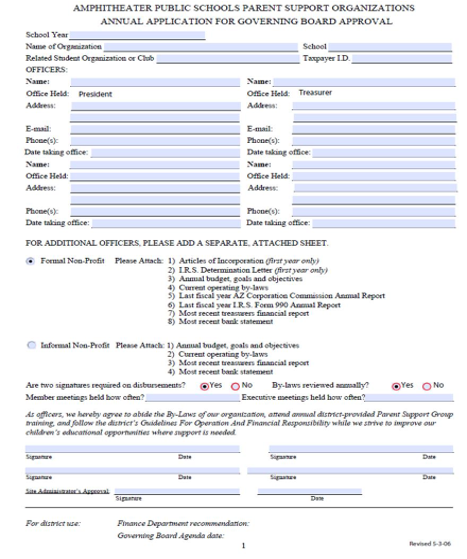 AMPHITHEATER PUBLIC SCHOOLS PARENT SUPPORT ORGANIZATIONS
ANNUAL APPLICATION FOR GOVERNING BOARD APPROVAL
School Year
Name of Organization School
Related Student Organization or Club Taxpayer I.D.
OFFICERS:
Name: Name:
Office Held: President Office Held: Treasurer
Address: Address:
E-mail: E-mail:
Phone(s): Phone(s):
Date taking office: Date taking office:
Name: Name:
Office Held: Office Held:
Address: Address:
Phone(s): Phone(s):
Date taking office: Date taking office:
FOR ADDITIONAL OFFICERS, PLEASE ADD A SEPARATE, ATTACHED SHEET.
Formal Non-Profit Please Attach: 1) Articles of Incorporation (first year only)
2) I.R.S. Determination Letter (first year only)
3) Annual budget, goals and objectives
4) Current operating by-laws
5) Last fiscal year AZ Corporation Commission Annual Report
6) Last fiscal year I.R.S. Form 990 Annual Report
7) Most recent treasurers financial report
8) Most recent bank statement
Informal Non-Profit Please Attach: 1) Annual budget, goals and objectives
2) Current operating by-laws
3) Most recent treasurers financial report
4) Most recent bank statement
Are two signatures required on disbursements? Yes No By-laws reviewed annually? Yes No
Member meetings held how often? Executive meetings held how often?
As officers, we hereby agree to abide the By-Laws of our organization, attend annual district-provided Parent Support Group
training, and follow the district's Guidelines For Operation And Financial Responsibility while we strive to improve our
children's educational opportunities where support is needed.
Signature Date Signature Date
Signature Date Signature Date
Site Administrator's Approval:
Signature Date
For district use: Finance Department recommendation:
Governing Board Agenda date:
1 Revised 5-3-06